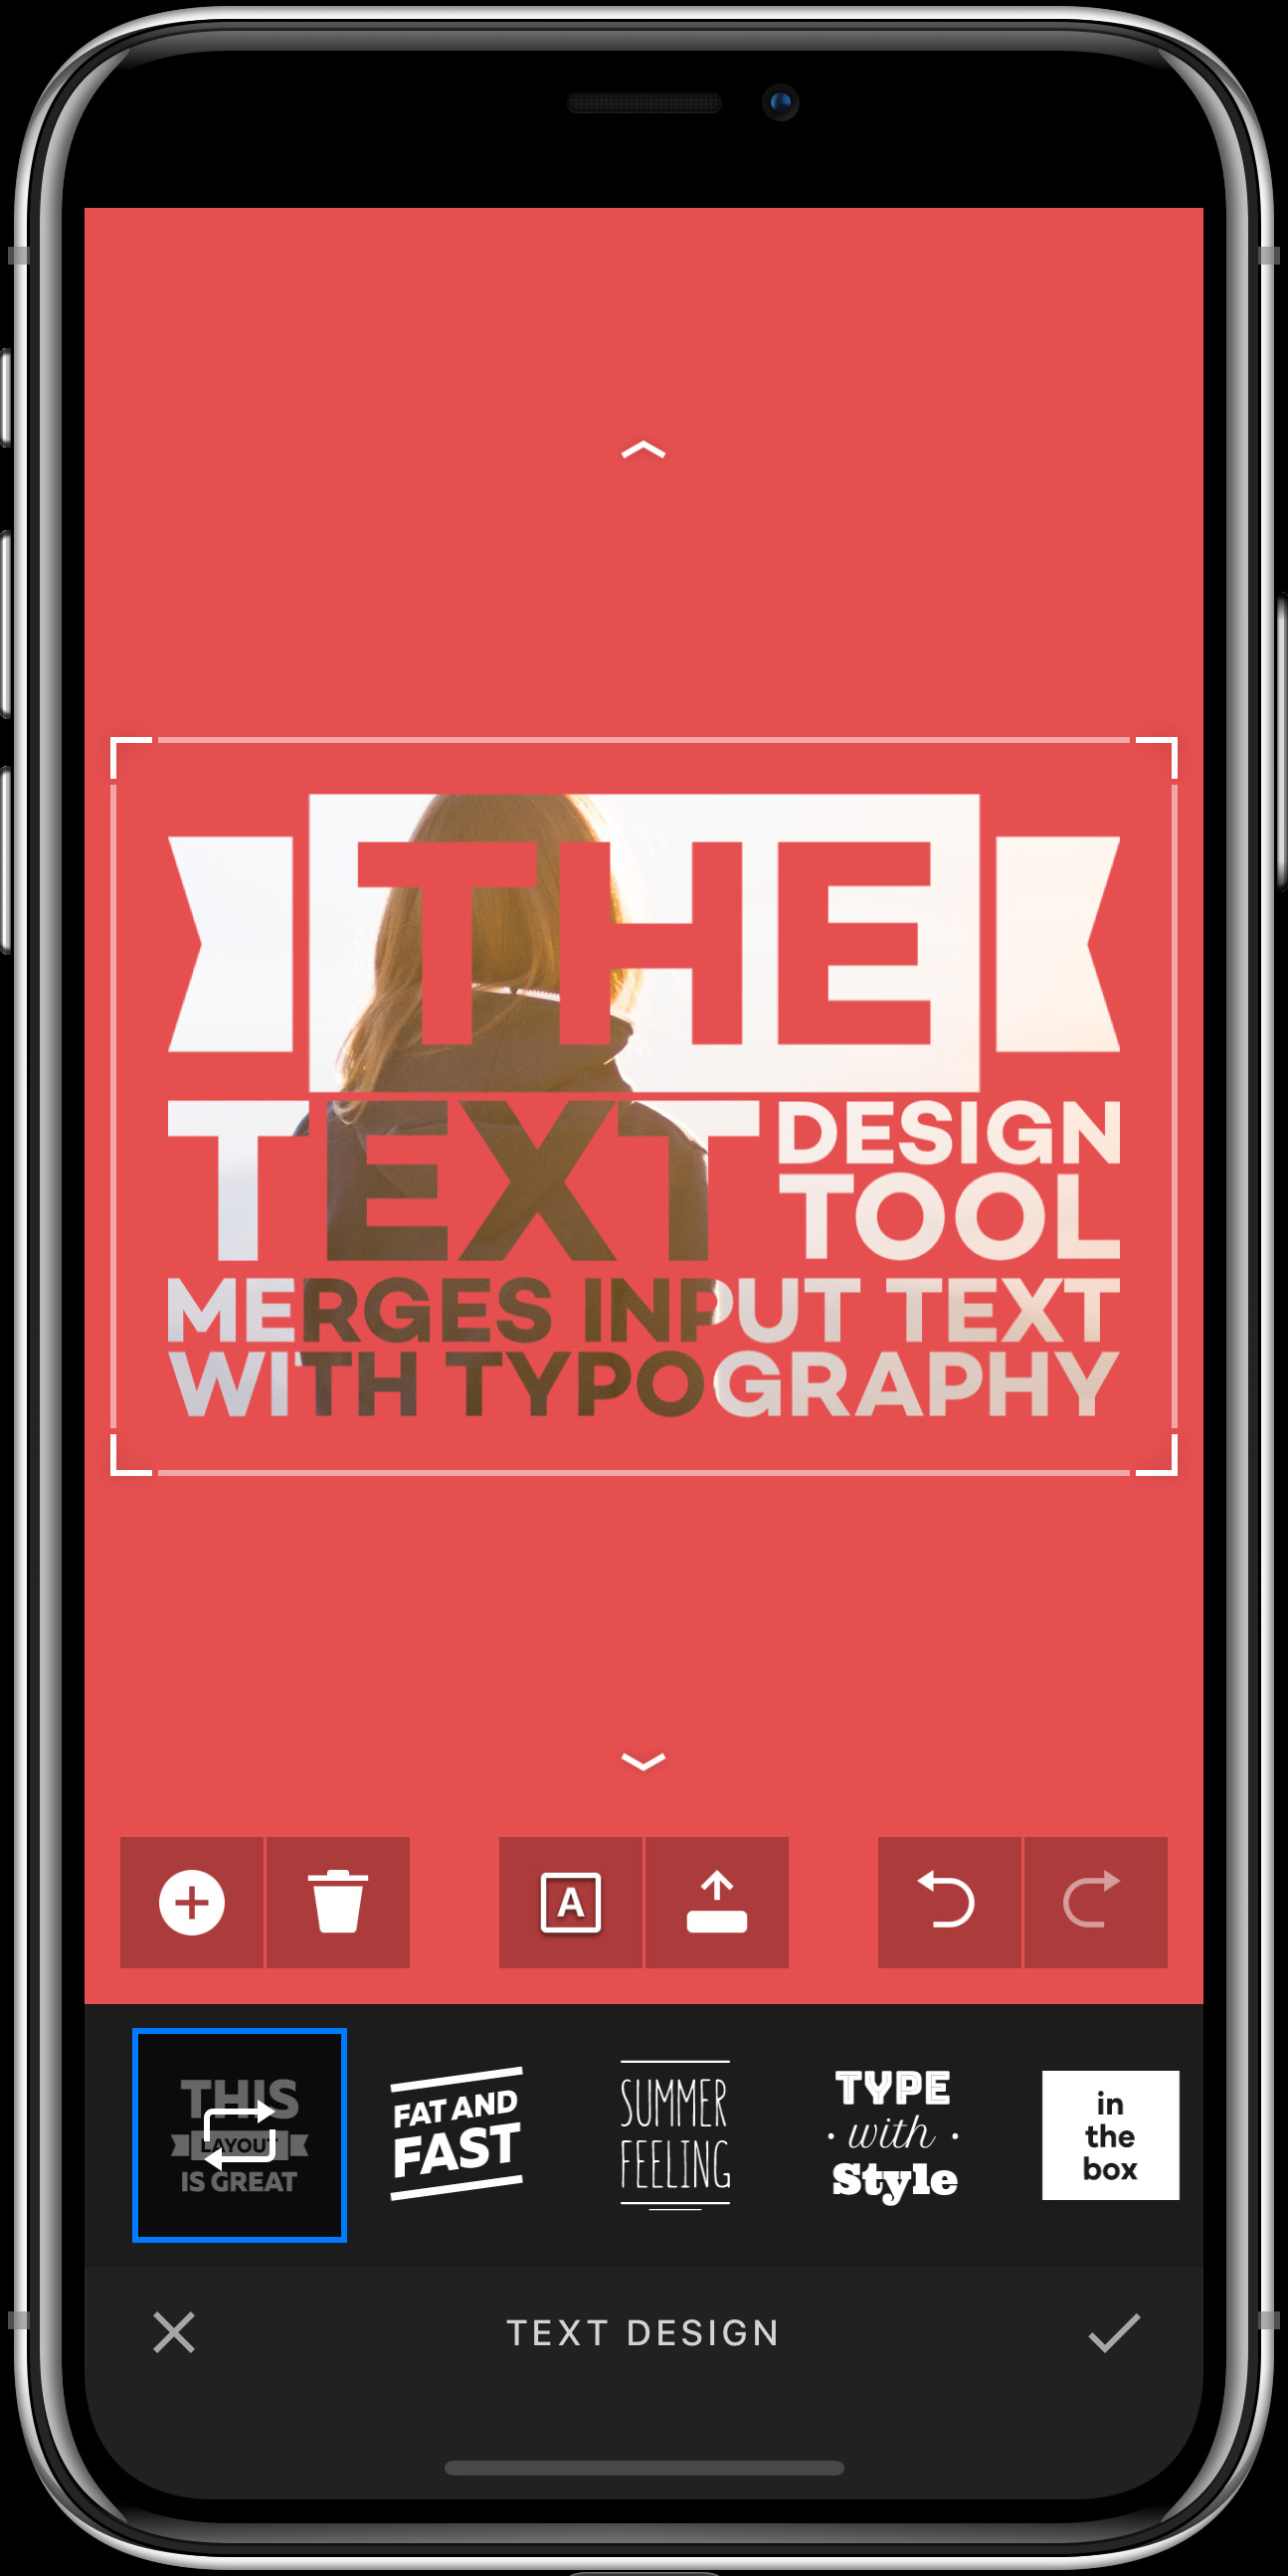 THE
TEXT DESIGN
TOOL
MERGES INPUT TEXT
WITH TYPOGRAPHY
A
THIS
LAYOUT
IS GREAT
FAT AND
FAST
SUMMER
FEELING
TYPE
· with ·
Style
in
the
box
TEXT DESIGN